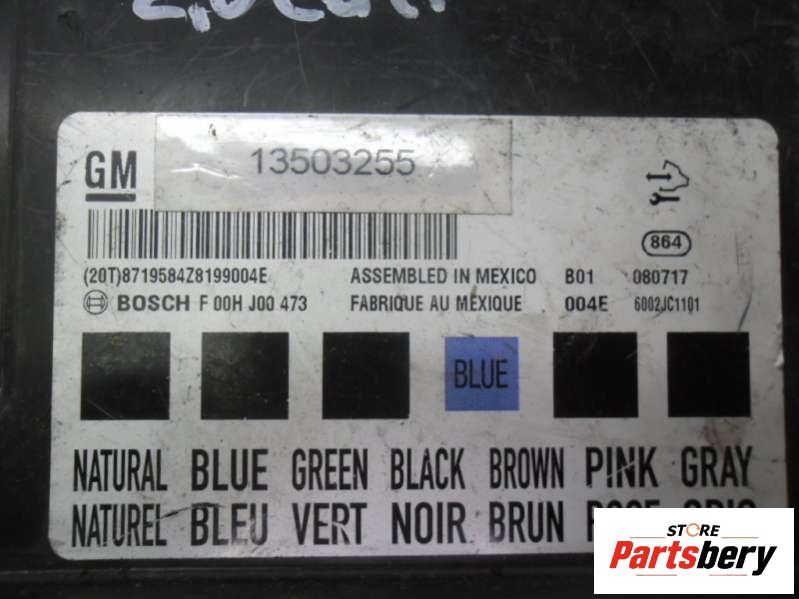 GM 13503255
864
(20T)8719584Z8199004E ASSEMBLED IN MEXICO B01 080717
BOSCH F 00H J00 473 FABRIQUE AU MÉXIQUE 004E 6002JC1101
BLUE
NATURAL BLUE GREEN BLACK BROWN PINK GRAY
NATUREL BLEU VERT NOIR BRUN
STORE
Partsbery